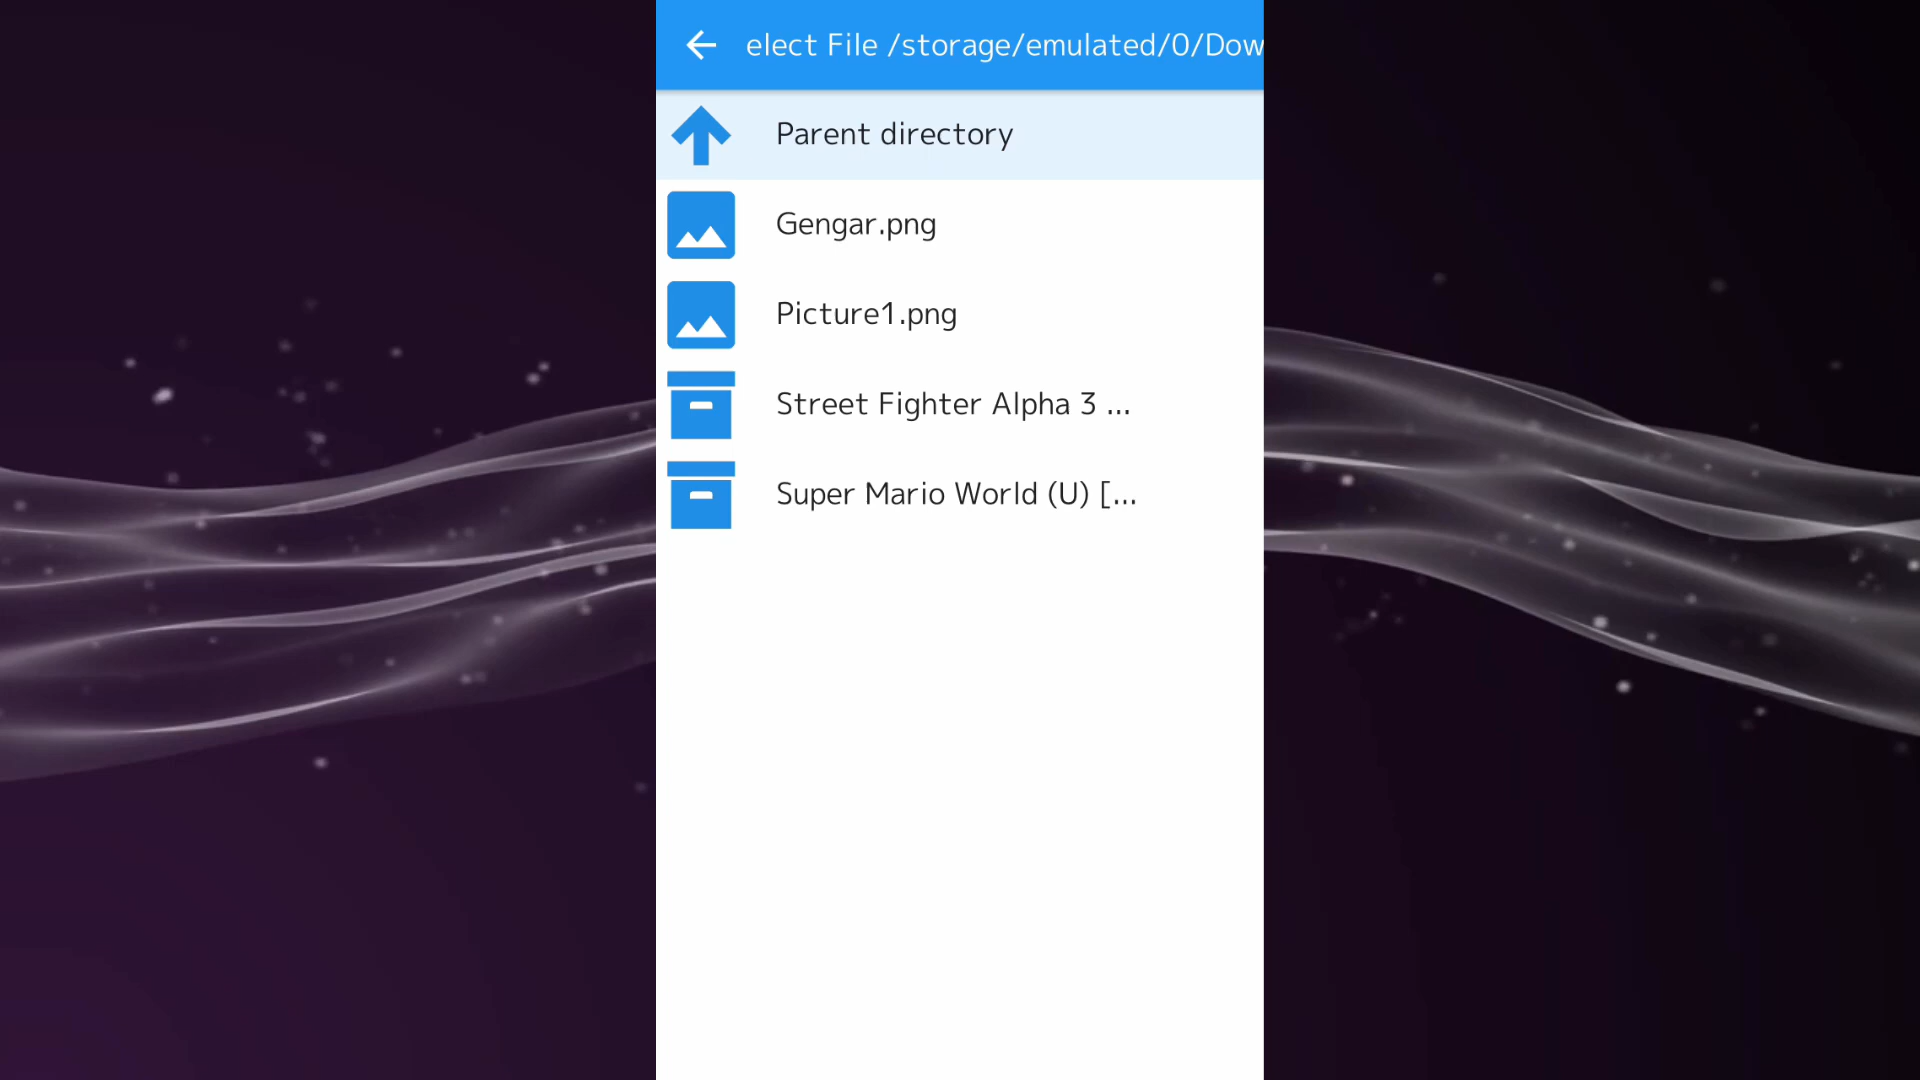 elect File /storage/emulated/0/Dow
Parent directory
Gengar.png
Picture1.png
Street Fighter Alpha 3 ...
Super Mario World (U) [...